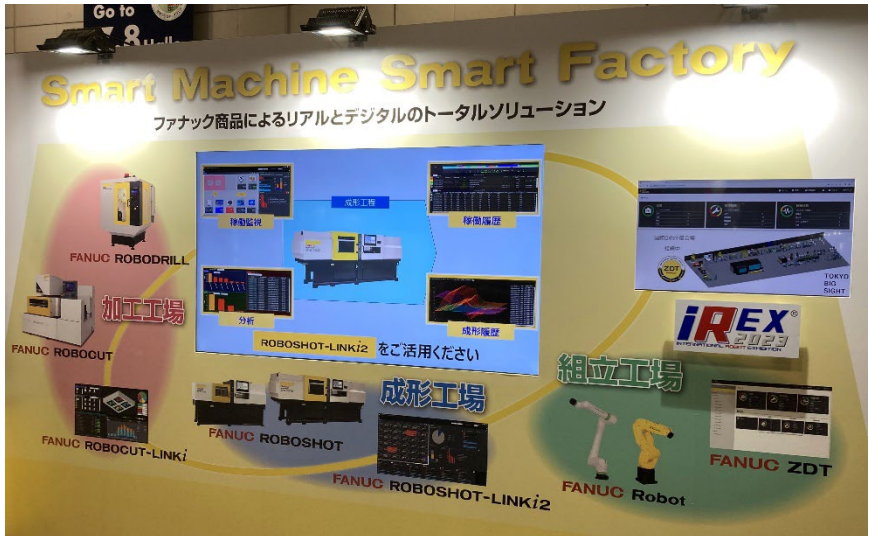 Go to
Smart Machine Smart Factory
ファナック商品によるリアルとデジタルのトータルソリューション
成形工程
稼働監視
稼働履歴
分析
成形履歴
ROBOSHOT-LINKi2 をご活用ください
FANUC ROBODRILL
加工工場
FANUC ROBOCUT
FANUC ROBOCUT-LINKi
FANUC ROBOSHOT
成形工場
FANUC ROBOSHOT-LINKi2
ZDT
TOKYO
BIG
SIGHT
iREX®
2023
INTERNATIONAL ROBOT EXHIBITION
組立工場
FANUC Robot
FANUC ZDT